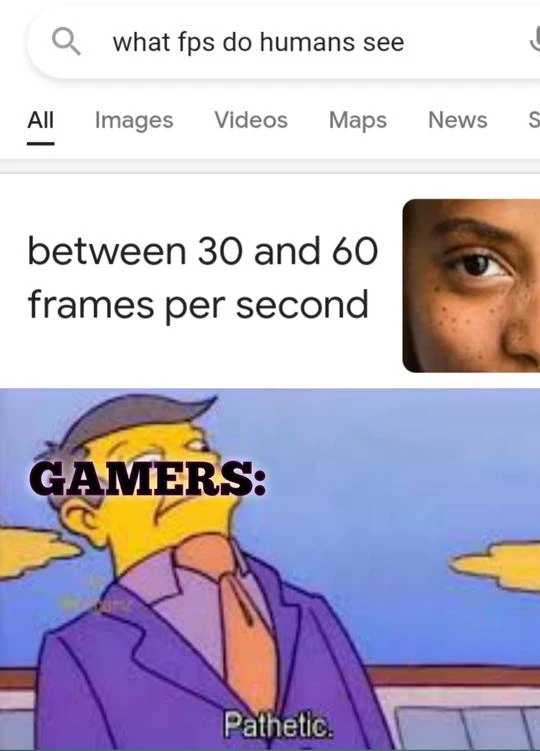 what fps do humans see
All Images Videos Maps News S
between 30 and 60
frames per second
GAMERS:
Pathetic.